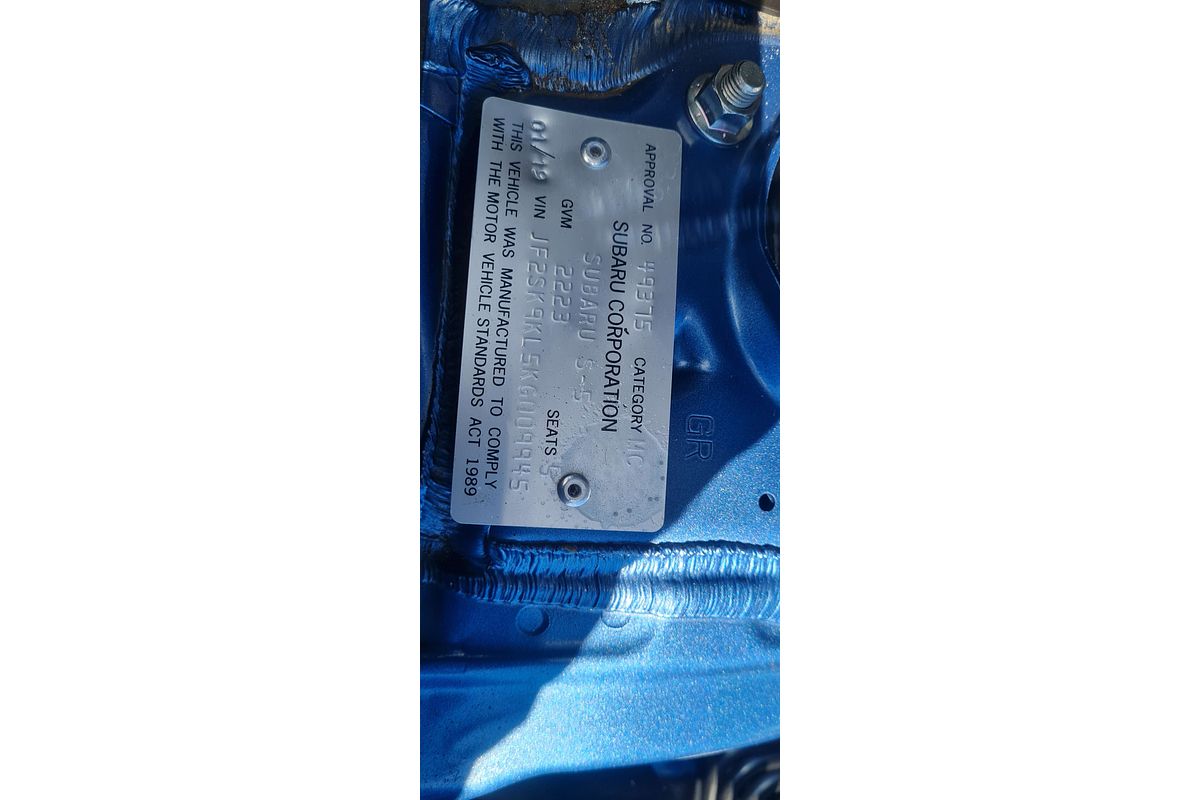 APPROVAL NO. 49375 CATEGORY MC
SUBARU CORPORATION
SUBARU S-5
GVM 2223 SEATS 5
01/19 VIN JF2SK9KL5KG009945
THIS VEHICLE WAS MANUFACTURED TO COMPLY
WITH THE MOTOR VEHICLE STANDARDS ACT 1989
GR